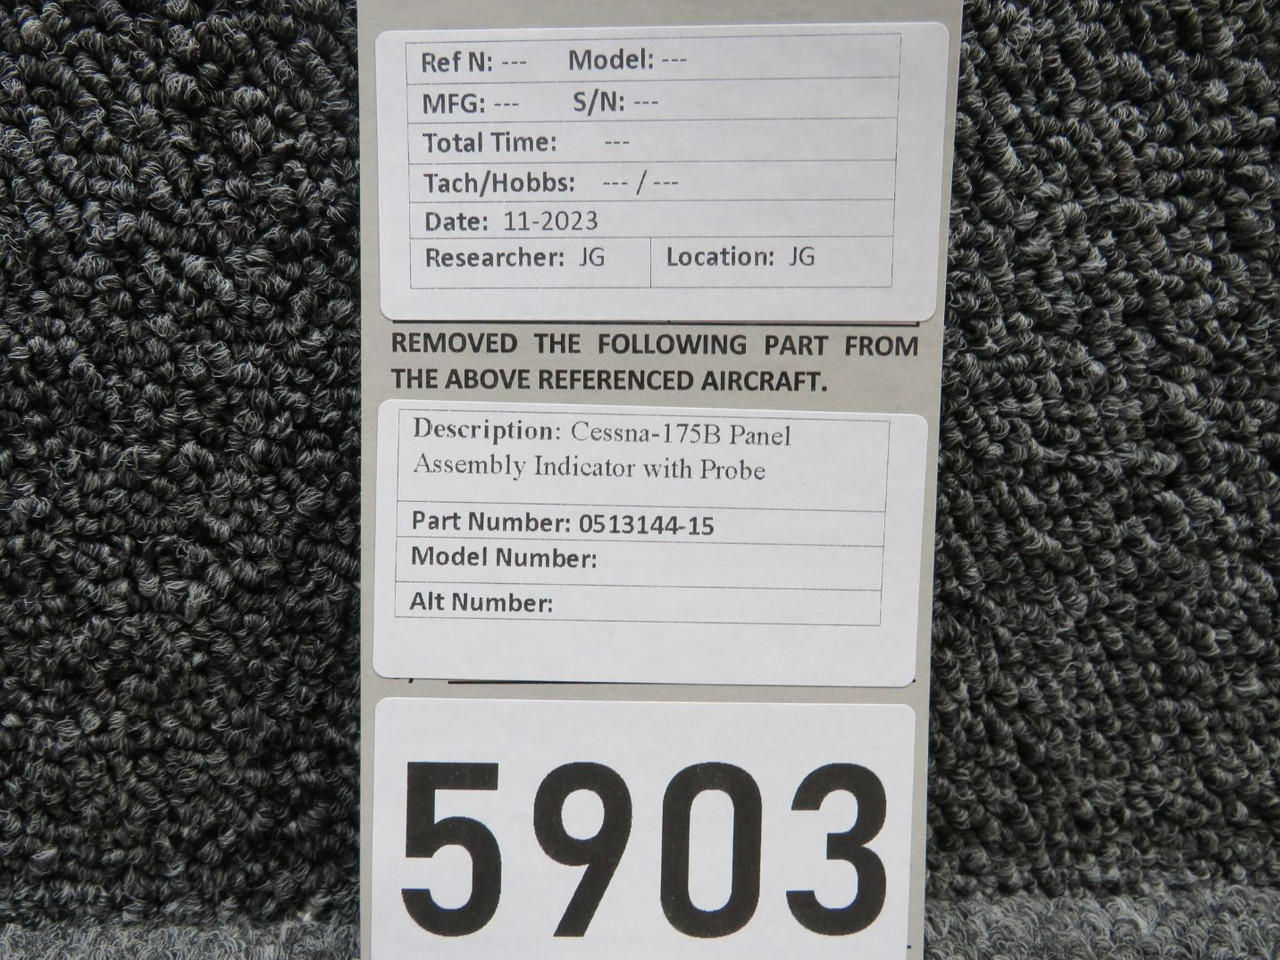 Ref N: --- Model: ---
MFG: --- S/N: ---
Total Time: ---
Tach/Hobbs: --- / ---
Date: 11-2023
Researcher: JG Location: JG
REMOVED THE FOLLOWING PART FROM
THE ABOVE REFERENCED AIRCRAFT.
Description: Cessna-175B Panel
Assembly Indicator with Probe
Part Number: 0513144-15
Model Number:
Alt Number:
5903